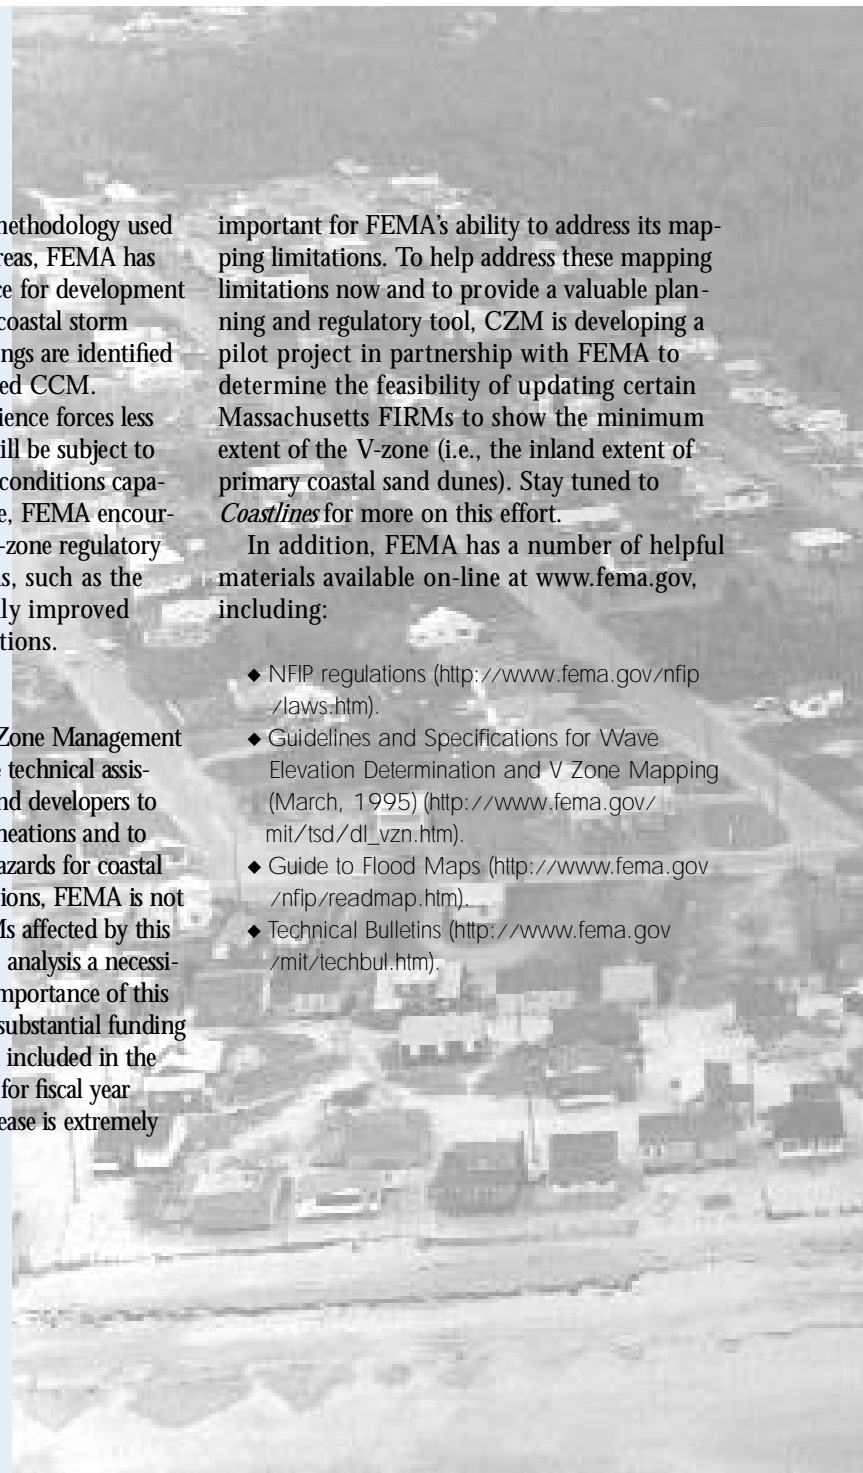 ethodology used
reas, FEMA has
ce for development
coastal storm
ngs are identified
ed CCM.
ience forces less
ill be subject to
conditions capa-
e, FEMA encour-
-zone regulatory
s, such as the
ly improved
tions.
Zone Management
e technical assis-
nd developers to
neations and to
azards for coastal
ions, FEMA is not
Ms affected by this
analysis a necessi-
mportance of this
substantial funding
included in the
for fiscal year
ease is extremely
important for FEMA's ability to address its map-
ping limitations. To help address these mapping
limitations now and to provide a valuable plan-
ning and regulatory tool, CZM is developing a
pilot project in partnership with FEMA to
determine the feasibility of updating certain
Massachusetts FIRMs to show the minimum
extent of the V-zone (i.e., the inland extent of
primary coastal sand dunes). Stay tuned to
Coastlines for more on this effort.
In addition, FEMA has a number of helpful
materials available on-line at www.fema.gov,
including:
◆ NFIP regulations (http://www.fema.gov/nfip
/laws.htm).
◆ Guidelines and Specifications for Wave
Elevation Determination and V Zone Mapping
(March, 1995) (http://www.fema.gov/
mit/tsd/dl_vzn.htm).
◆ Guide to Flood Maps (http://www.fema.gov
/nfip/readmap.htm).
◆ Technical Bulletins (http://www.fema.gov
/mit/techbul.htm).